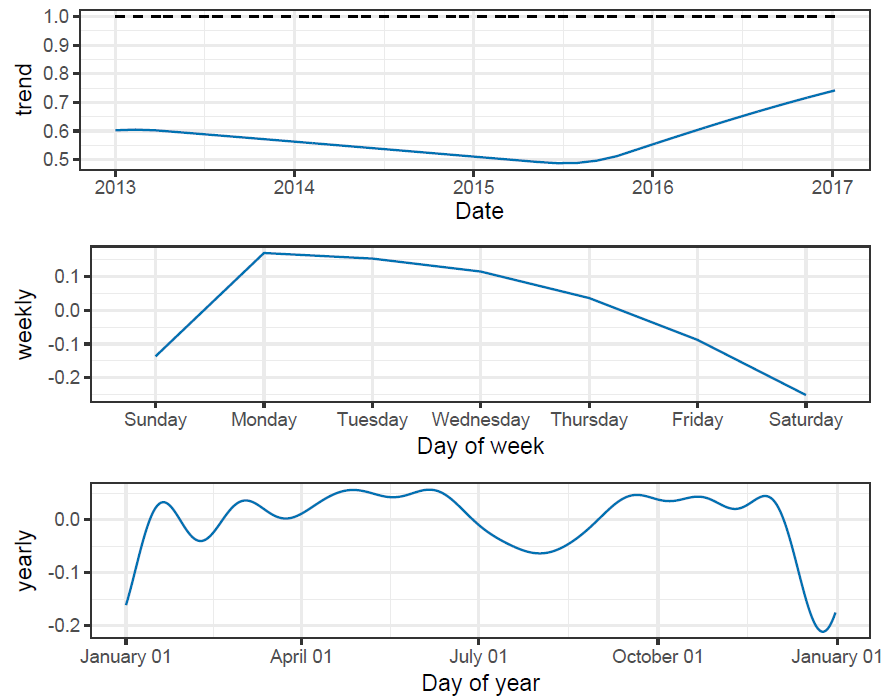 trend
1.0
0.9
0.8
0.7
0.6
0.5
2013 2014 2015 2016 2017
Date
weekly
0.1
0.0
-0.1
-0.2
Sunday Monday Tuesday Wednesday Thursday Friday Saturday
Day of week
yearly
0.0
-0.1
-0.2
January 01 April 01 July 01 October 01 January 01
Day of year